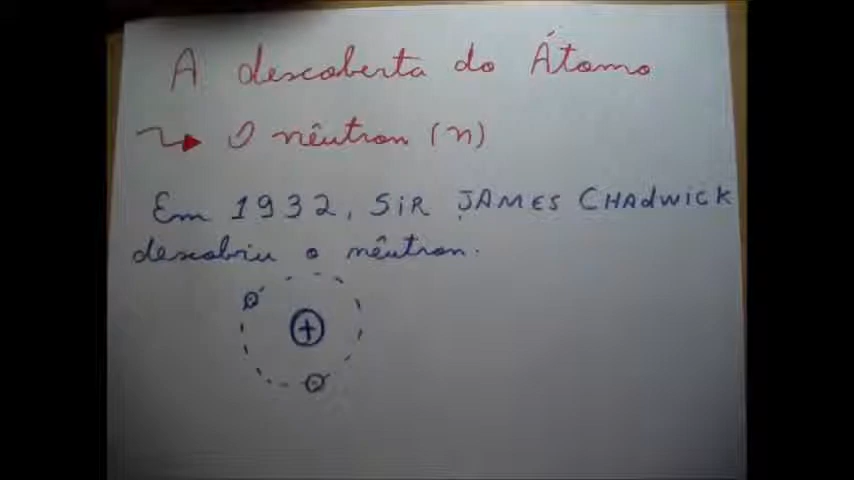 A descoberta do Átomo
O nêutron (n)
Em 1932, SiR JAMES CHAdWiCK
descobriu o nêutron.
+